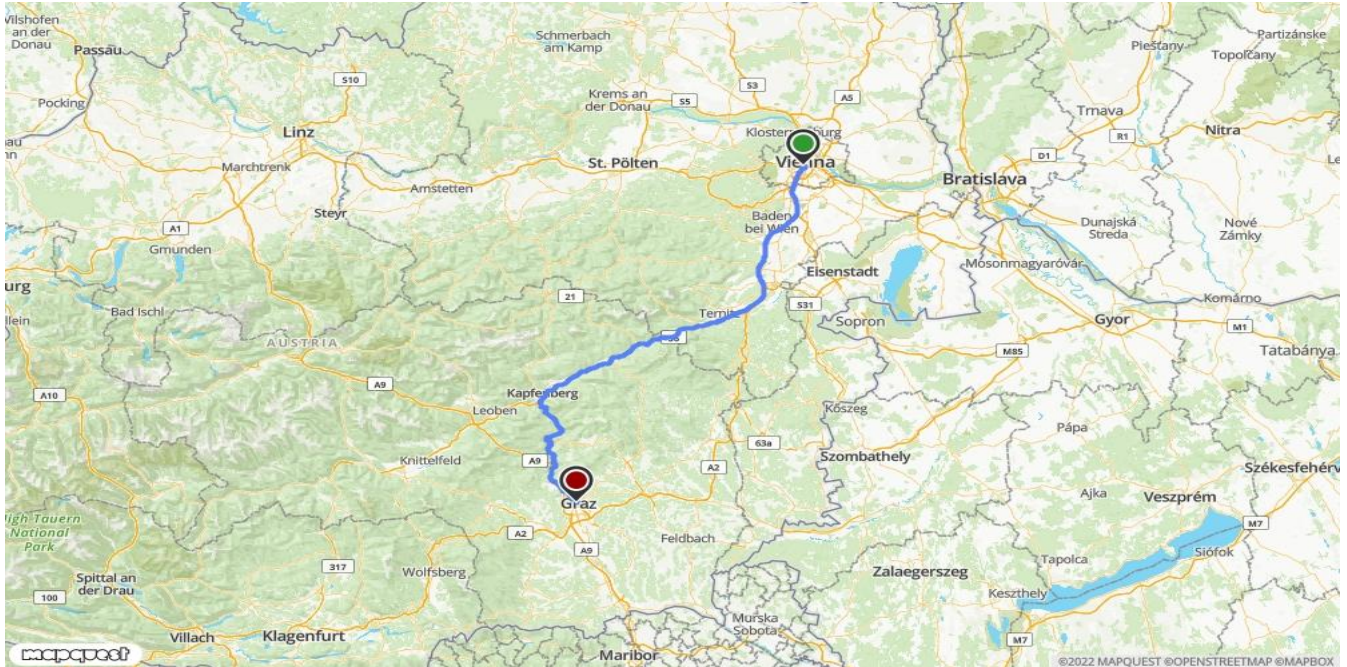 Vilshofen
an der
Donau
Passau
Schmerbach
am Kamp
Piešťany
Partizánske
Topoľčany
Pocking
S10
Krems an
der Donau
S5
S3
A5
Trnava
Linz
Klosterneuburg
R1
Nitra
Marchtrenk
St. Pölten
Vienna
D1
Amstetten
Bratislava
Steyr
Baden
bei Wien
Dunajská
Streda
Nové
Zámky
A1
Gmunden
Eisenstadt
Mosonmagyaróvár
urg
Bad Ischl
21
S31
Komárno
Ternitz
Sopron
Gyor
M1
AUSTRIA
S6
M85
Tatabánya
A9
A10
Kapfenberg
Leoben
Kőszeg
Pápa
63a
Knittelfeld
A9
A2
Szombathely
Székesfehérv
Graz
Ajka
Veszprém
High Tauern
National
Park
A2
M7
A9
Feldbach
Siófok
317
Wolfsberg
Tapolca
Spittal an
der Drau
Zalaegerszeg
100
Keszthely
Murska
Sobota
Villach
Klagenfurt
M7
Maribor
mapquest
©2022 MAPQUEST ©OPENSTREETMAP ©MAPBOX